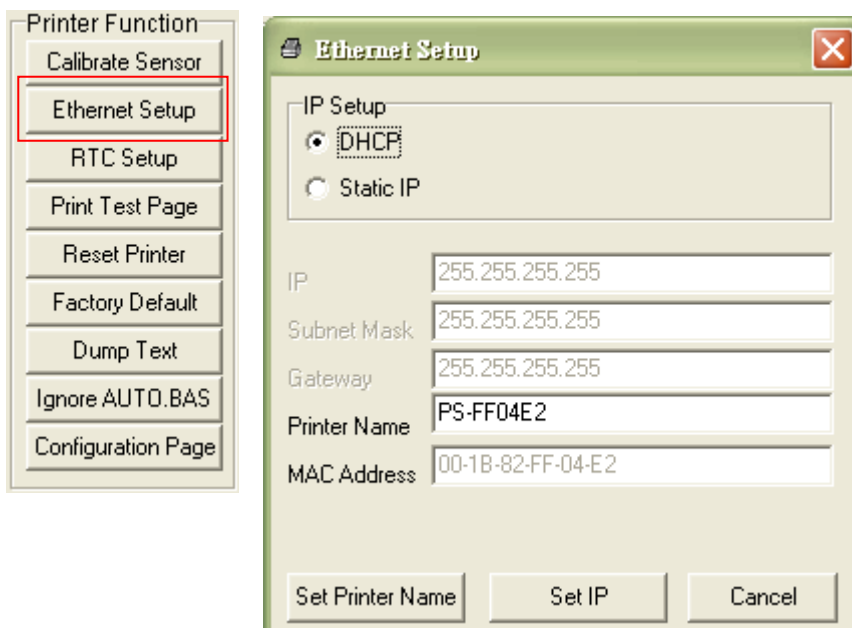 Printer Function
Calibrate Sensor
Ethernet Setup
RTC Setup
Print Test Page
Reset Printer
Factory Default
Dump Text
Ignore AUTO.BAS
Configuration Page
Ethernet Setup
IP Setup
DHCP
Static IP
IP 255.255.255.255
Subnet Mask 255.255.255.255
Gateway 255.255.255.255
Printer Name PS-FF04E2
MAC Address 00-1B-82-FF-04-E2
Set Printer Name Set IP Cancel